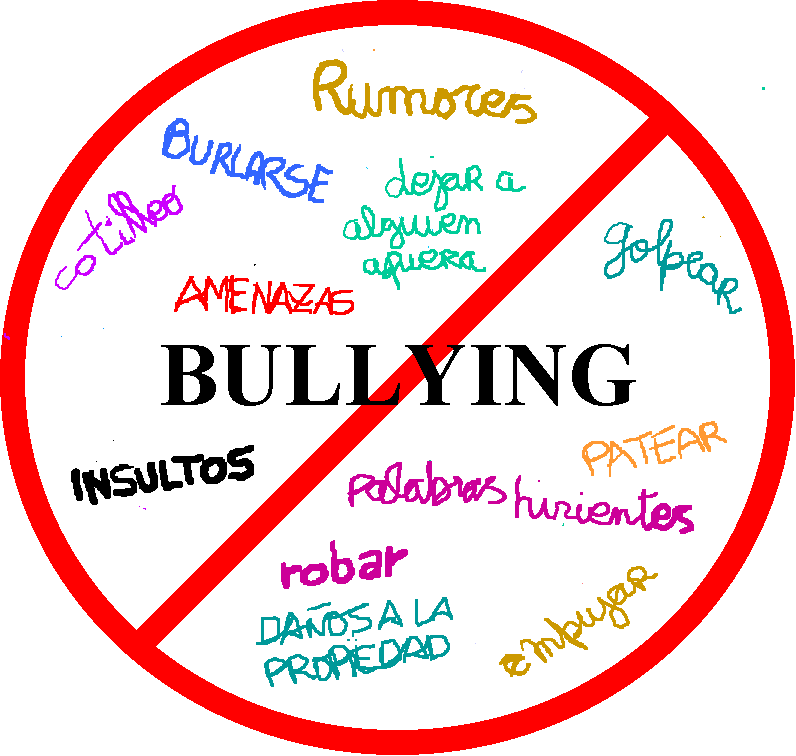 Rumores
BURLARSE
dejar a
alguien
afuera
cotilleo
golpear
AMENAZAS
BULLYING
PATEAR
INSULTOS
palabras hirientes
robar
DAÑOS A LA
PROPIEDAD
empujar